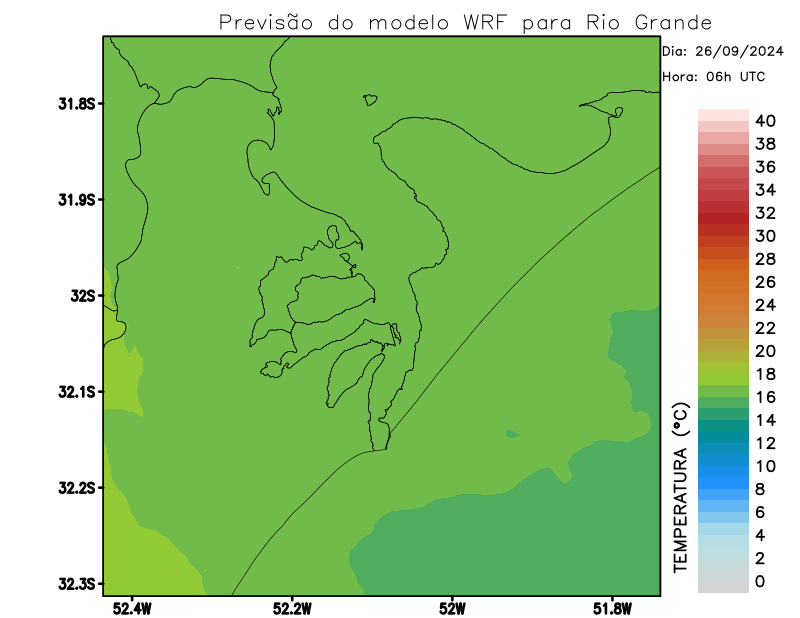 Previsão do modelo WRF para Rio Grande
Dia: 26/09/2024
Hora: 06h UTC
31.8S
31.9S
32S
32.1S
32.2S
32.3S
52.4W
52.2W
52W
51.8W
TEMPERATURA (°C)
40
38
36
34
32
30
28
26
24
22
20
18
16
14
12
10
8
6
4
2
0